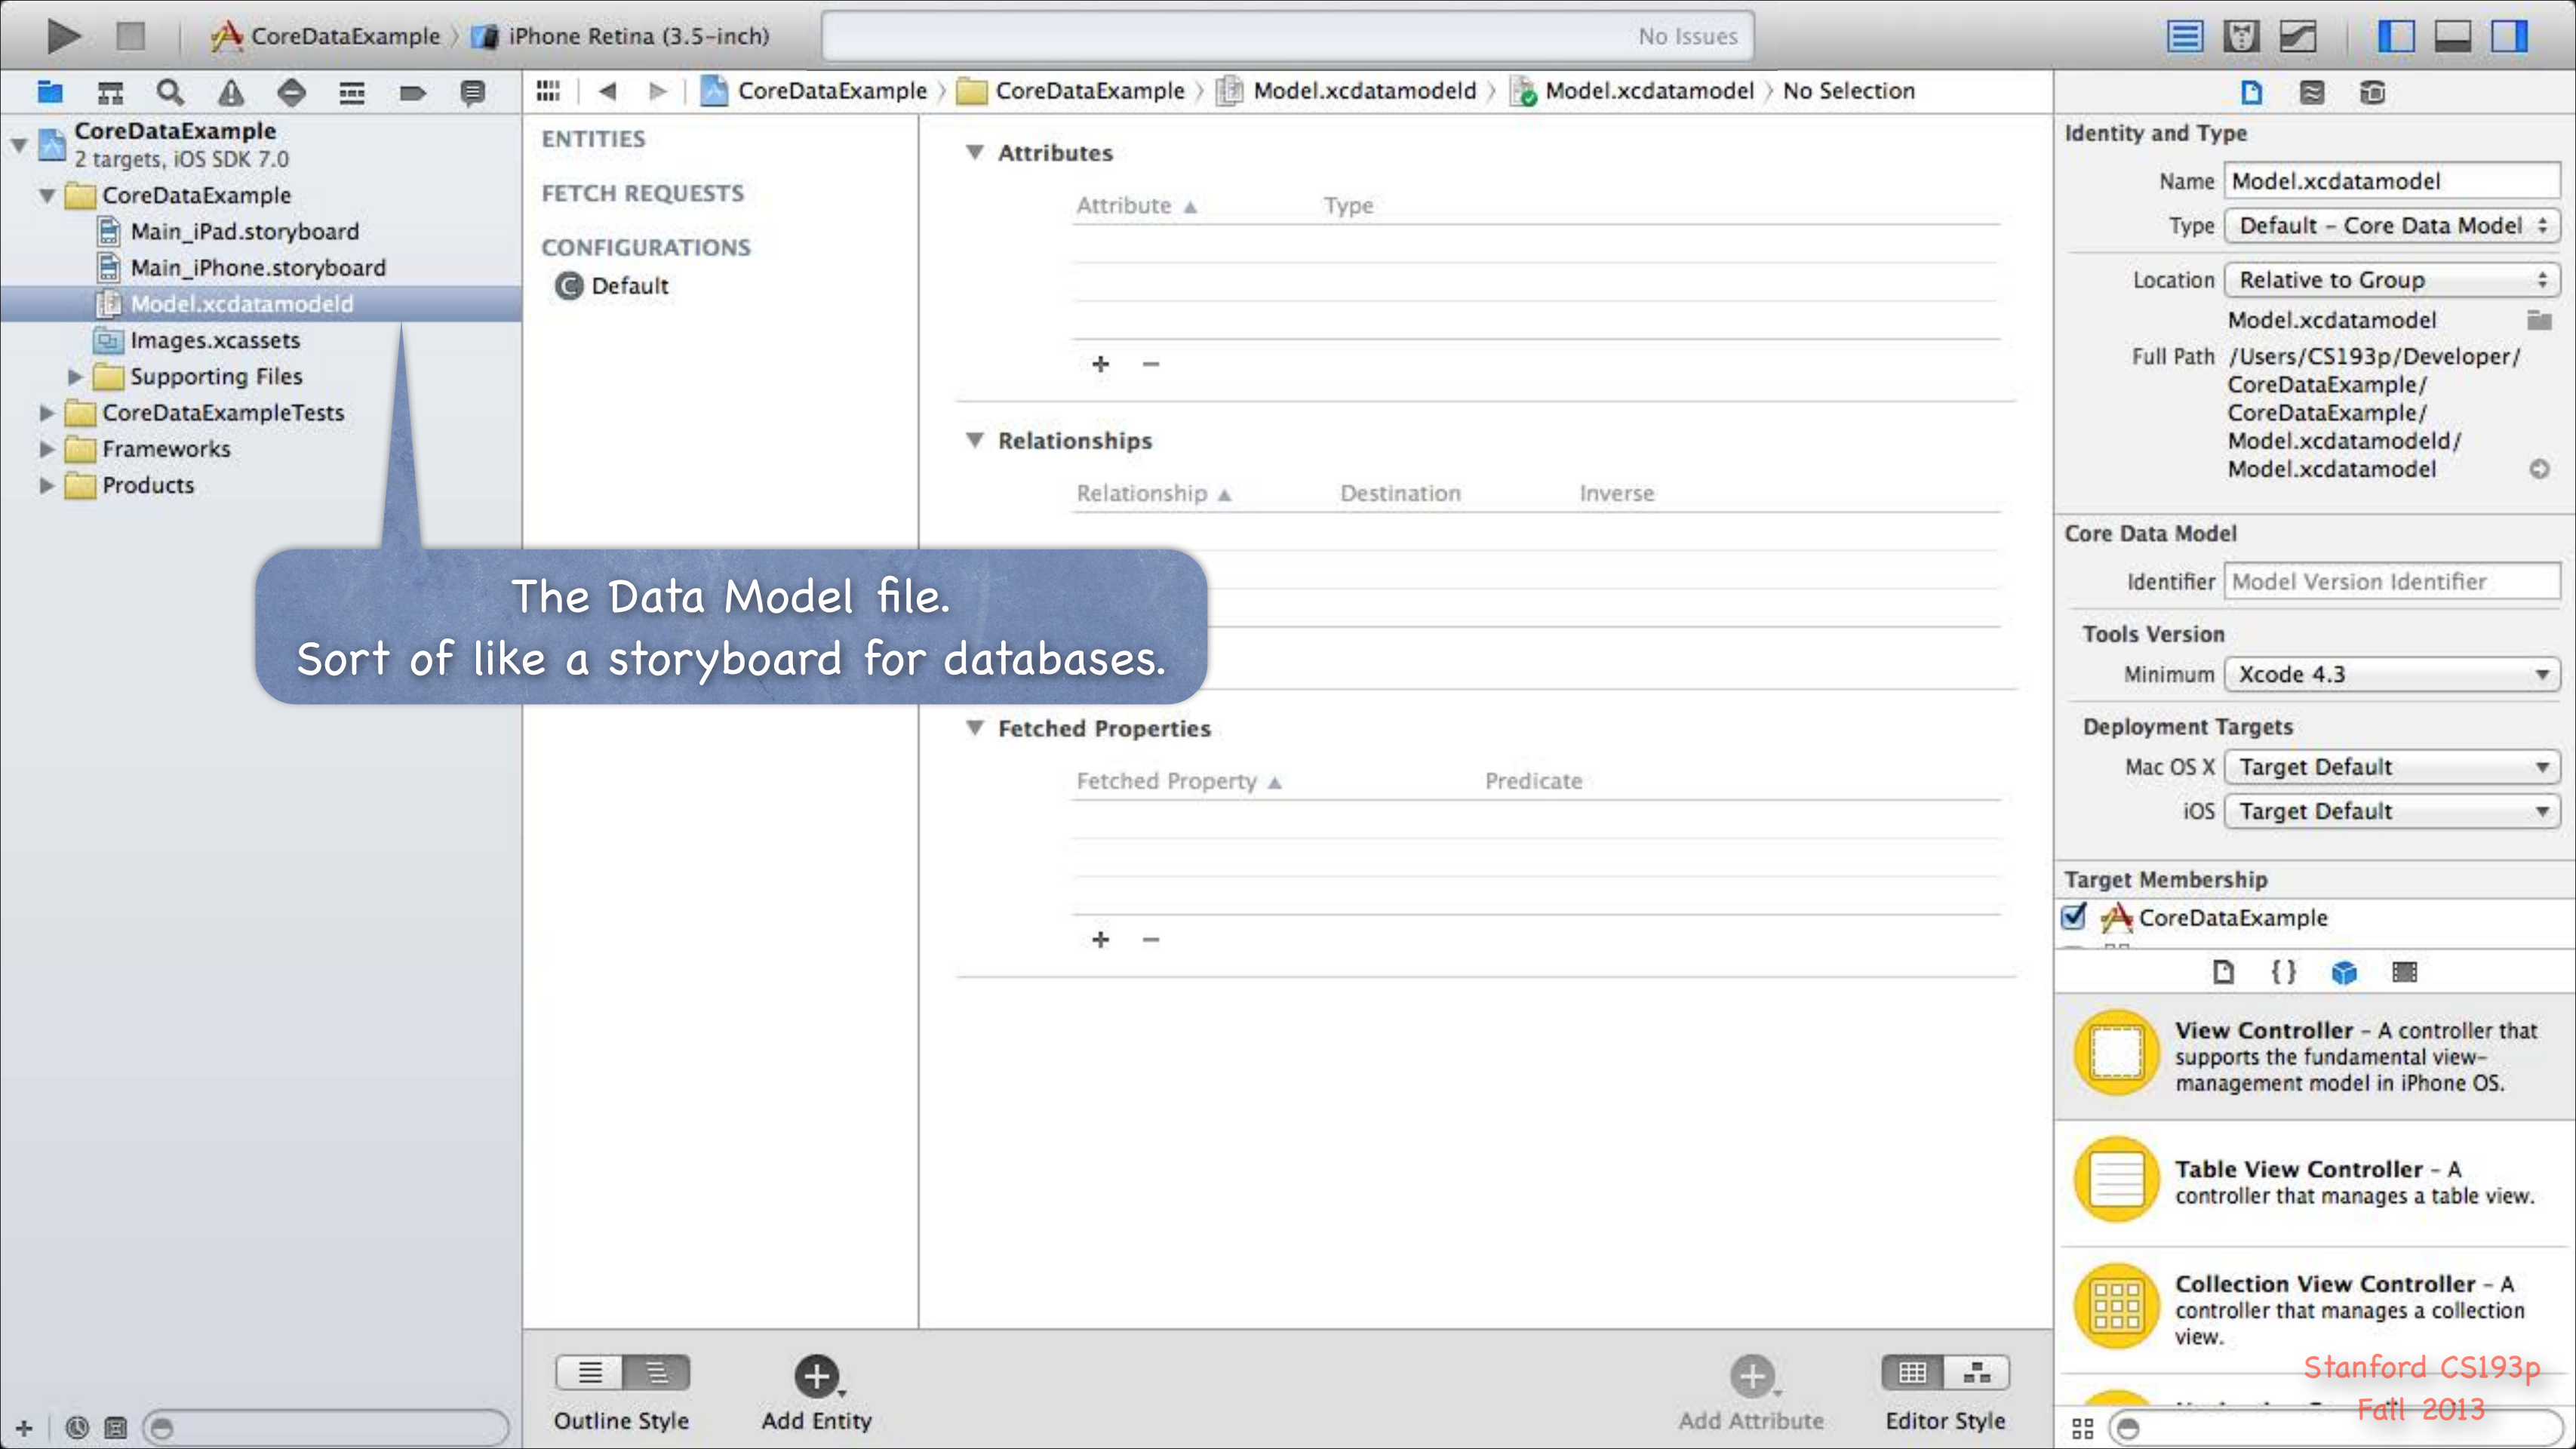 CoreDataExample 〉 iPhone Retina (3.5-inch)
No Issues
CoreDataExample 〉 CoreDataExample 〉 Model.xcdatamodeld 〉 Model.xcdatamodel 〉 No Selection
CoreDataExample
2 targets, iOS SDK 7.0
CoreDataExample
Main_iPad.storyboard
Main_iPhone.storyboard
Model.xcdatamodeld
Images.xcassets
Supporting Files
CoreDataExampleTests
Frameworks
Products
ENTITIES
FETCH REQUESTS
CONFIGURATIONS
C Default
Attributes
Attribute Type
+ −
Relationships
Relationship Destination Inverse
The Data Model file.
Sort of like a storyboard for databases.
Fetched Properties
Fetched Property Predicate
+ −
Outline Style
Add Entity
Add Attribute
Editor Style
Identity and Type
Name Model.xcdatamodel
Type Default - Core Data Model
Location Relative to Group
Model.xcdatamodel
Full Path /Users/CS193p/Developer/
CoreDataExample/
CoreDataExample/
Model.xcdatamodeld/
Model.xcdatamodel
Core Data Model
Identifier Model Version Identifier
Tools Version
Minimum Xcode 4.3
Deployment Targets
Mac OS X Target Default
iOS Target Default
Target Membership
CoreDataExample
{}
View Controller - A controller that
supports the fundamental view-
management model in iPhone OS.
Table View Controller - A
controller that manages a table view.
Collection View Controller - A
controller that manages a collection
view.
Stanford CS193p
Fall 2013